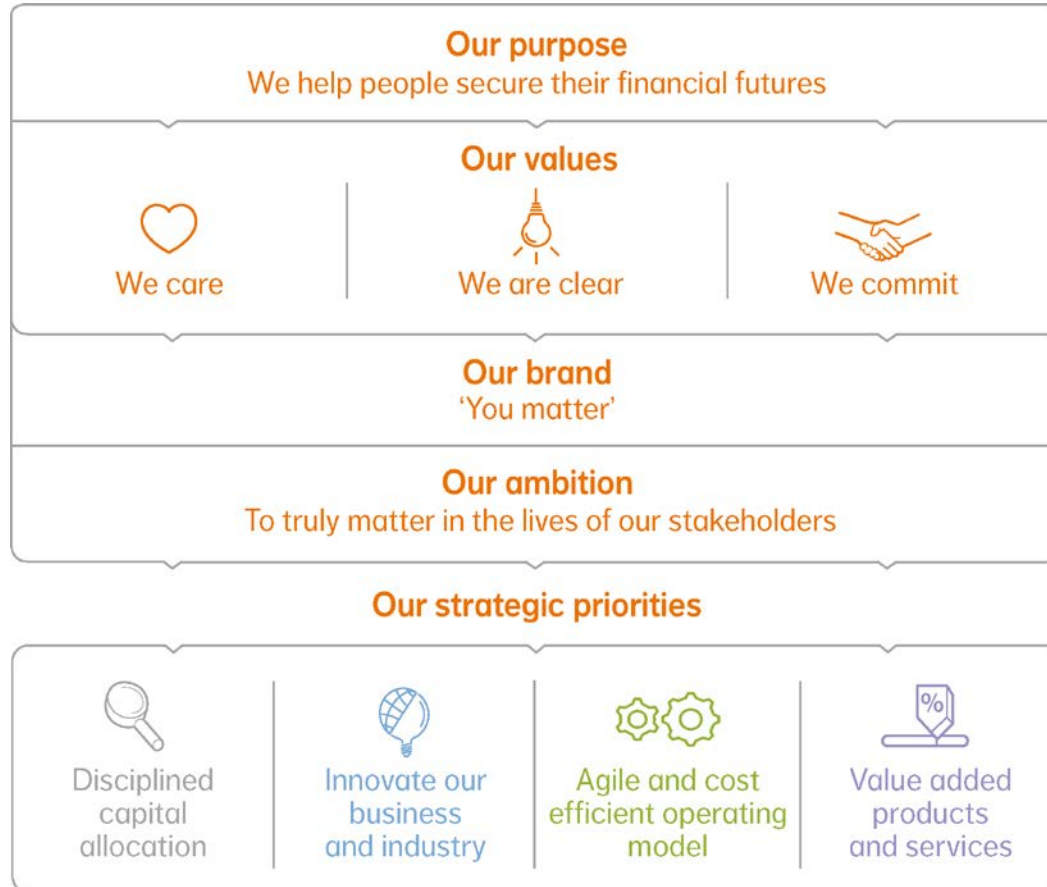 Our purpose
We help people secure their financial futures
Our values
We care
We are clear
We commit
Our brand
‘You matter’
Our ambition
To truly matter in the lives of our stakeholders
Our strategic priorities
Disciplined
capital
allocation
Innovate our
business
and industry
Agile and cost
efficient operating
model
%
Value added
products
and services